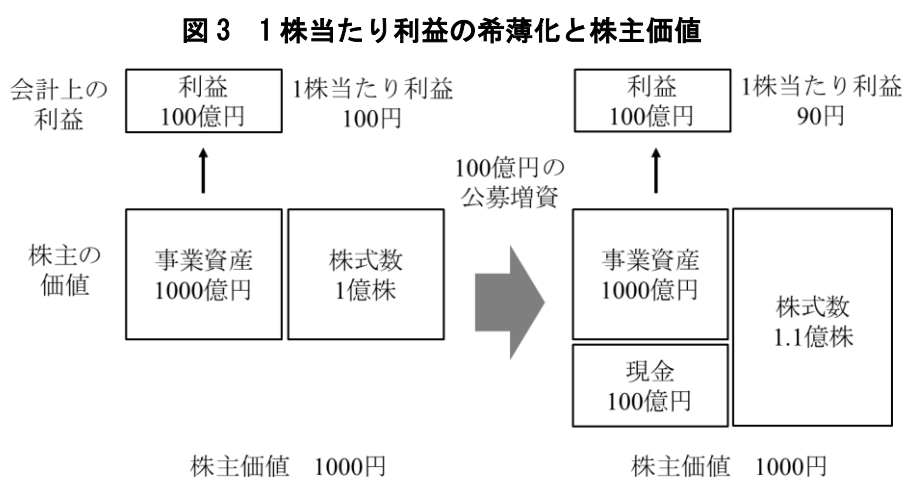 図3 1株当たり利益の希薄化と株主価値
会計上の
利益
利益
100億円
1株当たり利益
100円
利益
100億円
1株当たり利益
90円
100億円の
公募増資
株主の
価値
事業資産
1000億円
株式数
1億株
事業資産
1000億円
現金
100億円
株式数
1.1億株
株主価値 1000円
株主価値 1000円